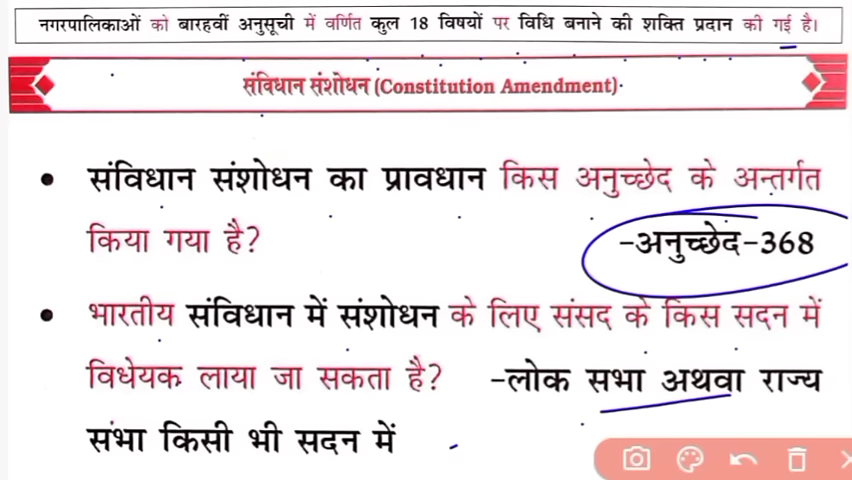 नगरपालिकाओं को बारहवीं अनुसूची में वर्णित कुल 18 विषयों पर विधि बनाने की शक्ति प्रदान की गई है।
संविधान संशोधन (Constitution Amendment)
• संविधान संशोधन का प्रावधान किस अनुच्छेद के अन्तर्गत
किया गया है? -अनुच्छेद-368
• भारतीय संविधान में संशोधन के लिए संसद के किस सदन में
विधेयक लाया जा सकता है? -लोक सभा अथवा राज्य
सभा किसी भी सदन में